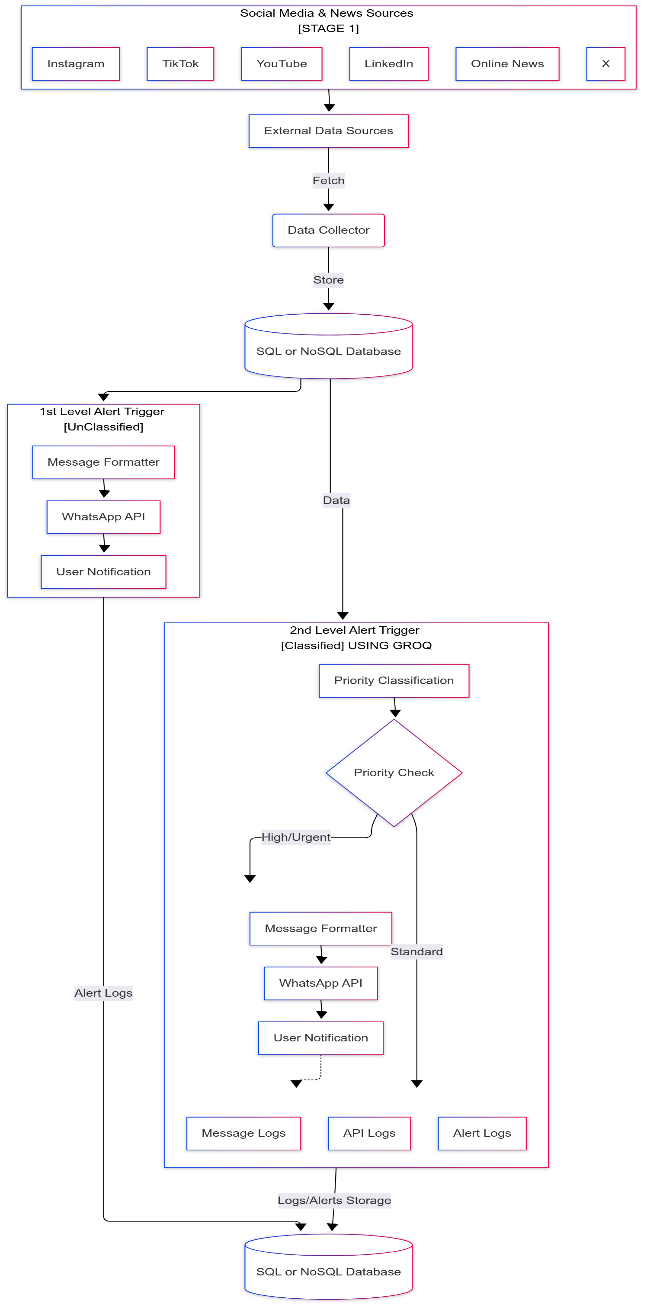 Social Media & News Sources
[STAGE 1]
Instagram
TikTok
YouTube
LinkedIn
Online News
X
External Data Sources
Fetch
Data Collector
Store
SQL or NoSQL Database
1st Level Alert Trigger
[UnClassified]
Message Formatter
WhatsApp API
User Notification
Data
2nd Level Alert Trigger
[Classified] USING GROQ
Priority Classification
Priority Check
High/Urgent
Message Formatter
Standard
WhatsApp API
Alert Logs
User Notification
Message Logs
API Logs
Alert Logs
Logs/Alerts Storage
SQL or NoSQL Database